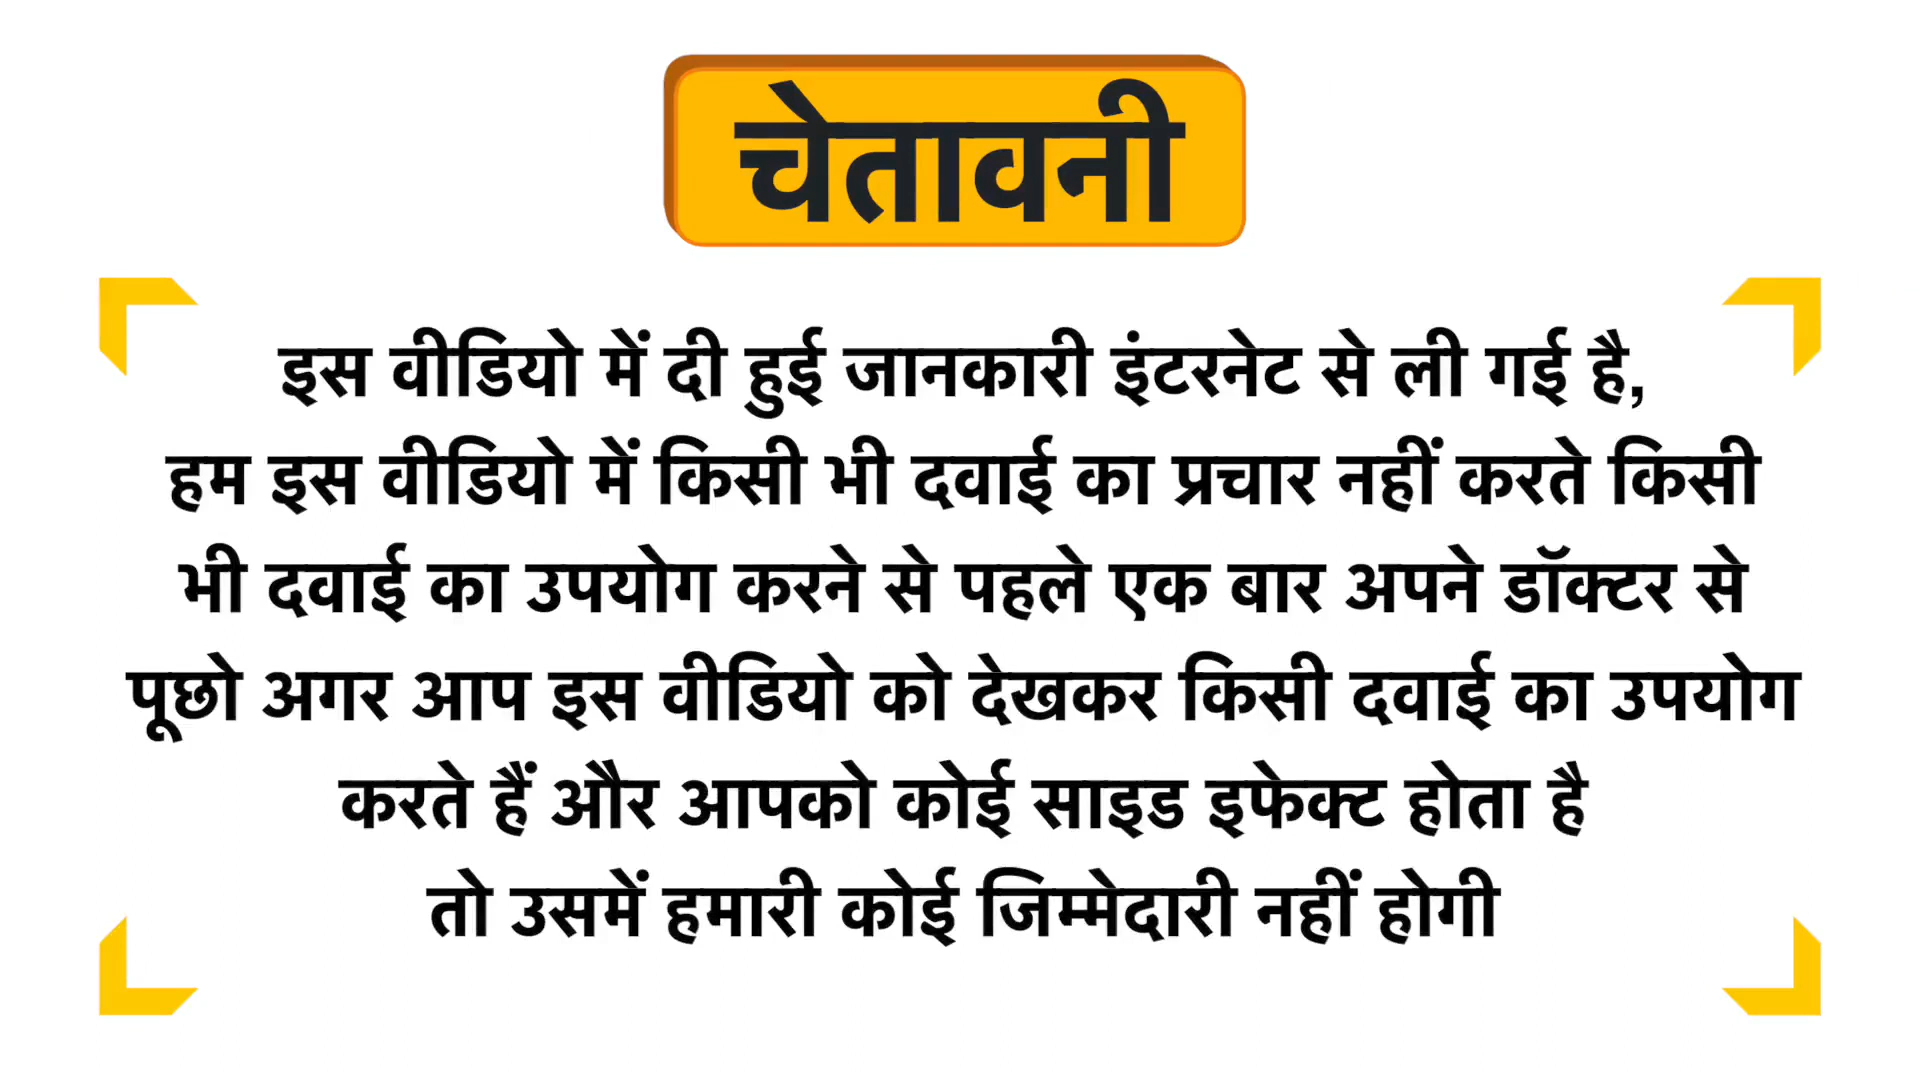 चेतावनी
इस वीडियो में दी हुई जानकारी इंटरनेट से ली गई है,
हम इस वीडियो में किसी भी दवाई का प्रचार नहीं करते किसी
भी दवाई का उपयोग करने से पहले एक बार अपने डॉक्टर से
पूछो अगर आप इस वीडियो को देखकर किसी दवाई का उपयोग
करते हैं और आपको कोई साइड इफेक्ट होता है
तो उसमें हमारी कोई जिम्मेदारी नहीं होगी